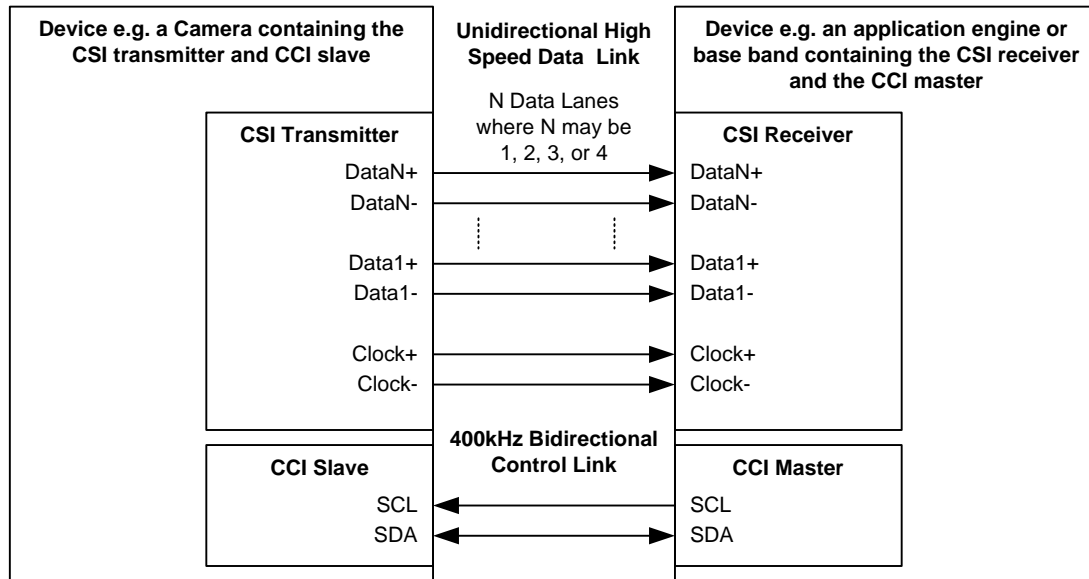 Device e.g. a Camera containing the
CSI transmitter and CCI slave
Unidirectional High
Speed Data Link
Device e.g. an application engine or
base band containing the CSI receiver
and the CCI master
N Data Lanes
where N may be
1, 2, 3, or 4
CSI Transmitter
DataN+
DataN-
Data1+
Data1-
Clock+
Clock-
CSI Receiver
DataN+
DataN-
Data1+
Data1-
Clock+
Clock-
400kHz Bidirectional
Control Link
CCI Slave
SCL
SDA
CCI Master
SCL
SDA